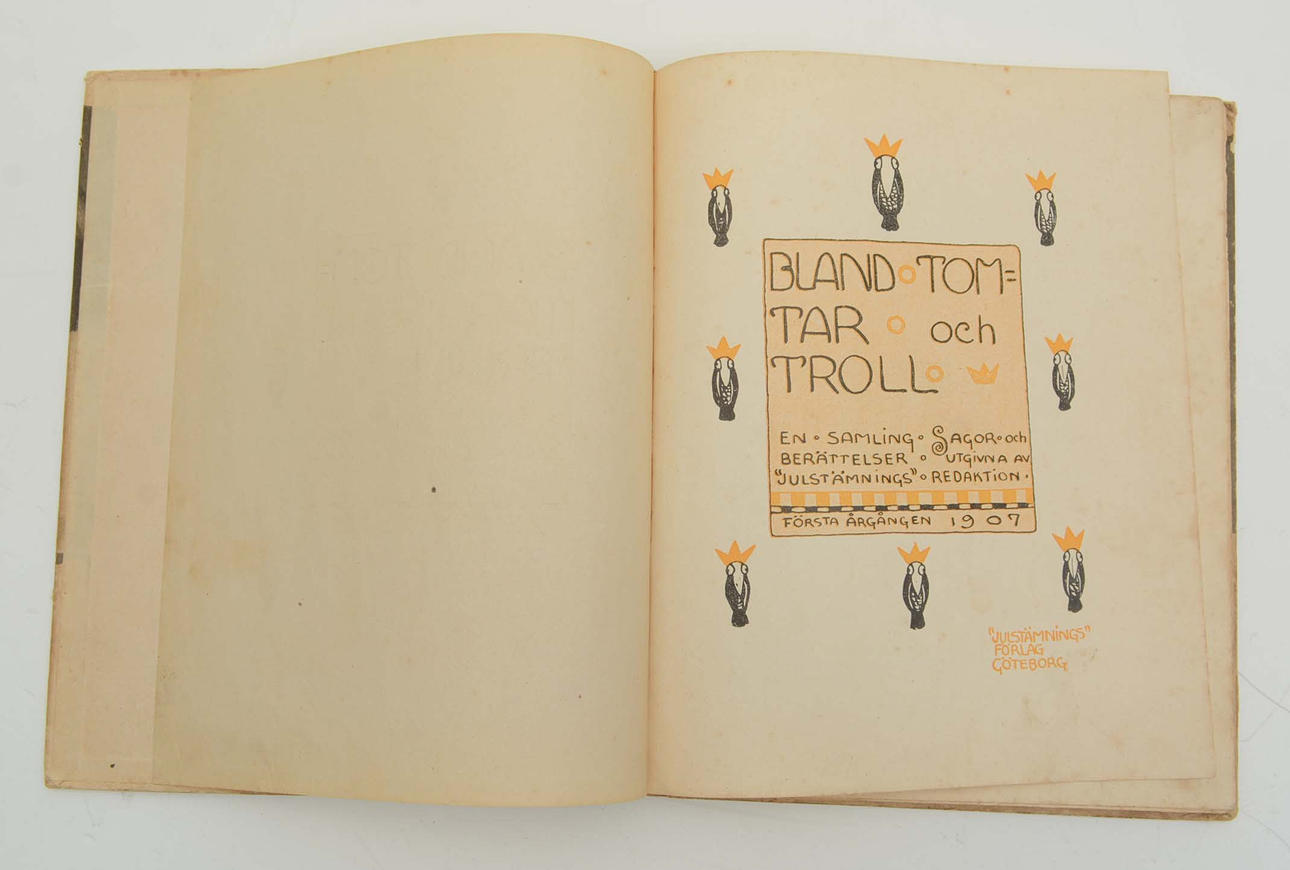 BLAND TOM=
TAR och
TROLL
EN ∘ SAMLING ∘ SAGOR ∘ och
BERÄTTELSER ∘ UTGIVNA AV
"JULSTÄMNINGS" ∘ REDAKTION ·
FÖRSTA ÅRGÅNGEN 1907
"JULSTÄMNINGS"
FÖRLAG
GÖTEBORG